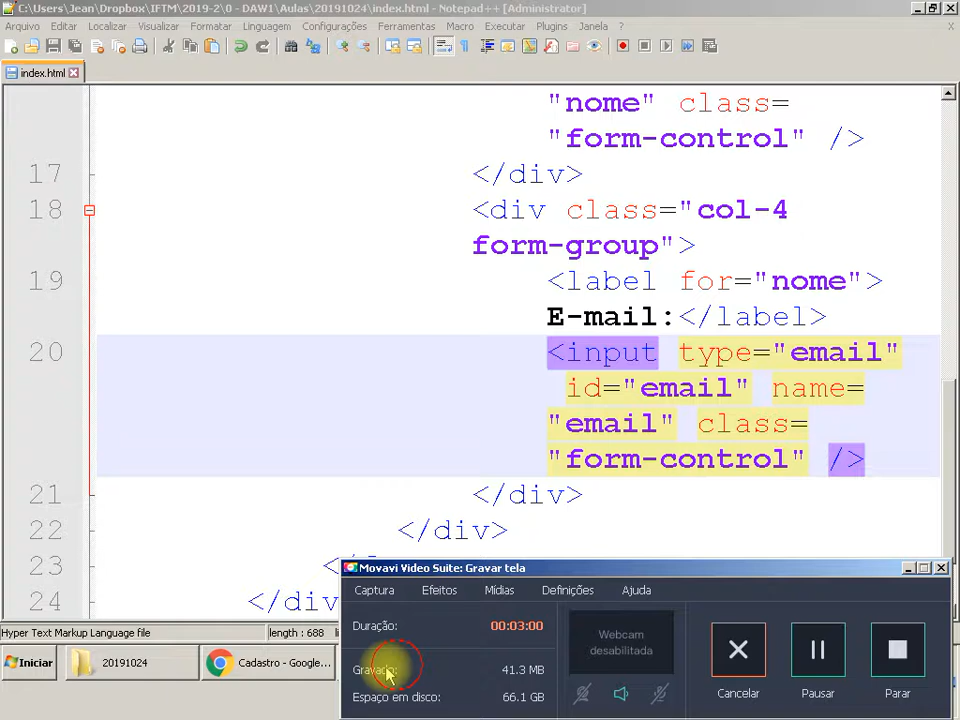 C:\Users\Jean\Dropbox\IFTM\2019-2\0 - DAW1\Aulas\20191024\index.html - Notepad++ [Administrator]
Arquivo Editar Localizar Visualizar Formatar Linguagem Configurações Ferramentas Macro Executar Plugins Janela ? X
index.html
"nome" class=
"form-control" />
17 </div>
18 <div class="col-4
form-group">
19 <label for="nome">
E-mail:</label>
20 <input type="email"
id="email" name=
"email" class=
"form-control" />
21 </div>
22 </div>
23
24 </div
Movavi Video Suite: Gravar tela
Captura Efeitos Mídias Definições Ajuda
Duração: 00:03:00
Webcam
desabilitada
Gravado: 41.3 MB
Espaço em disco: 66.1 GB
Cancelar Pausar Parar
Hyper Text Markup Language file length : 688
Iniciar 20191024 Cadastro - Google...